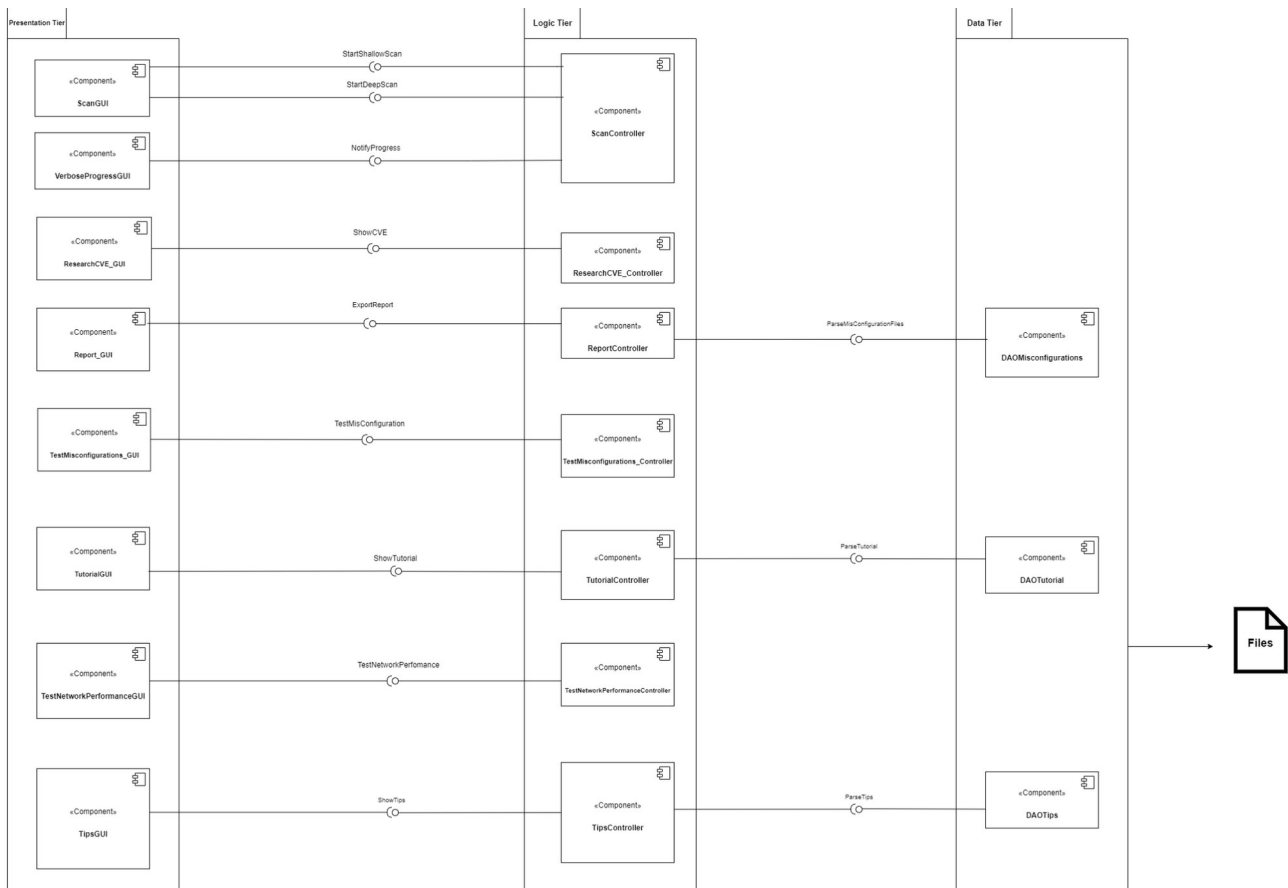 Presentation Tier
Logic Tier
Data Tier
StartShallowScan
«Component»
ScanGUI
StartDeepScan
«Component»
ScanController
«Component»
VerboseProgressGUI
NotifyProgress
«Component»
ResearchCVE_GUI
ShowCVE
«Component»
ResearchCVE_Controller
«Component»
Report_GUI
ExportReport
«Component»
ReportController
ParseMisConfigurationFiles
«Component»
DAOMisconfigurations
«Component»
TestMisconfigurations_GUI
TestMisConfiguration
«Component»
TestMisconfigurations_Controller
«Component»
TutorialGUI
ShowTutorial
«Component»
TutorialController
ParseTutorial
«Component»
DAOTutorial
Files
«Component»
TestNetworkPerformanceGUI
TestNetworkPerfomance
«Component»
TestNetworkPerformanceController
«Component»
TipsGUI
ShowTips
«Component»
TipsController
ParseTips
«Component»
DAOTips